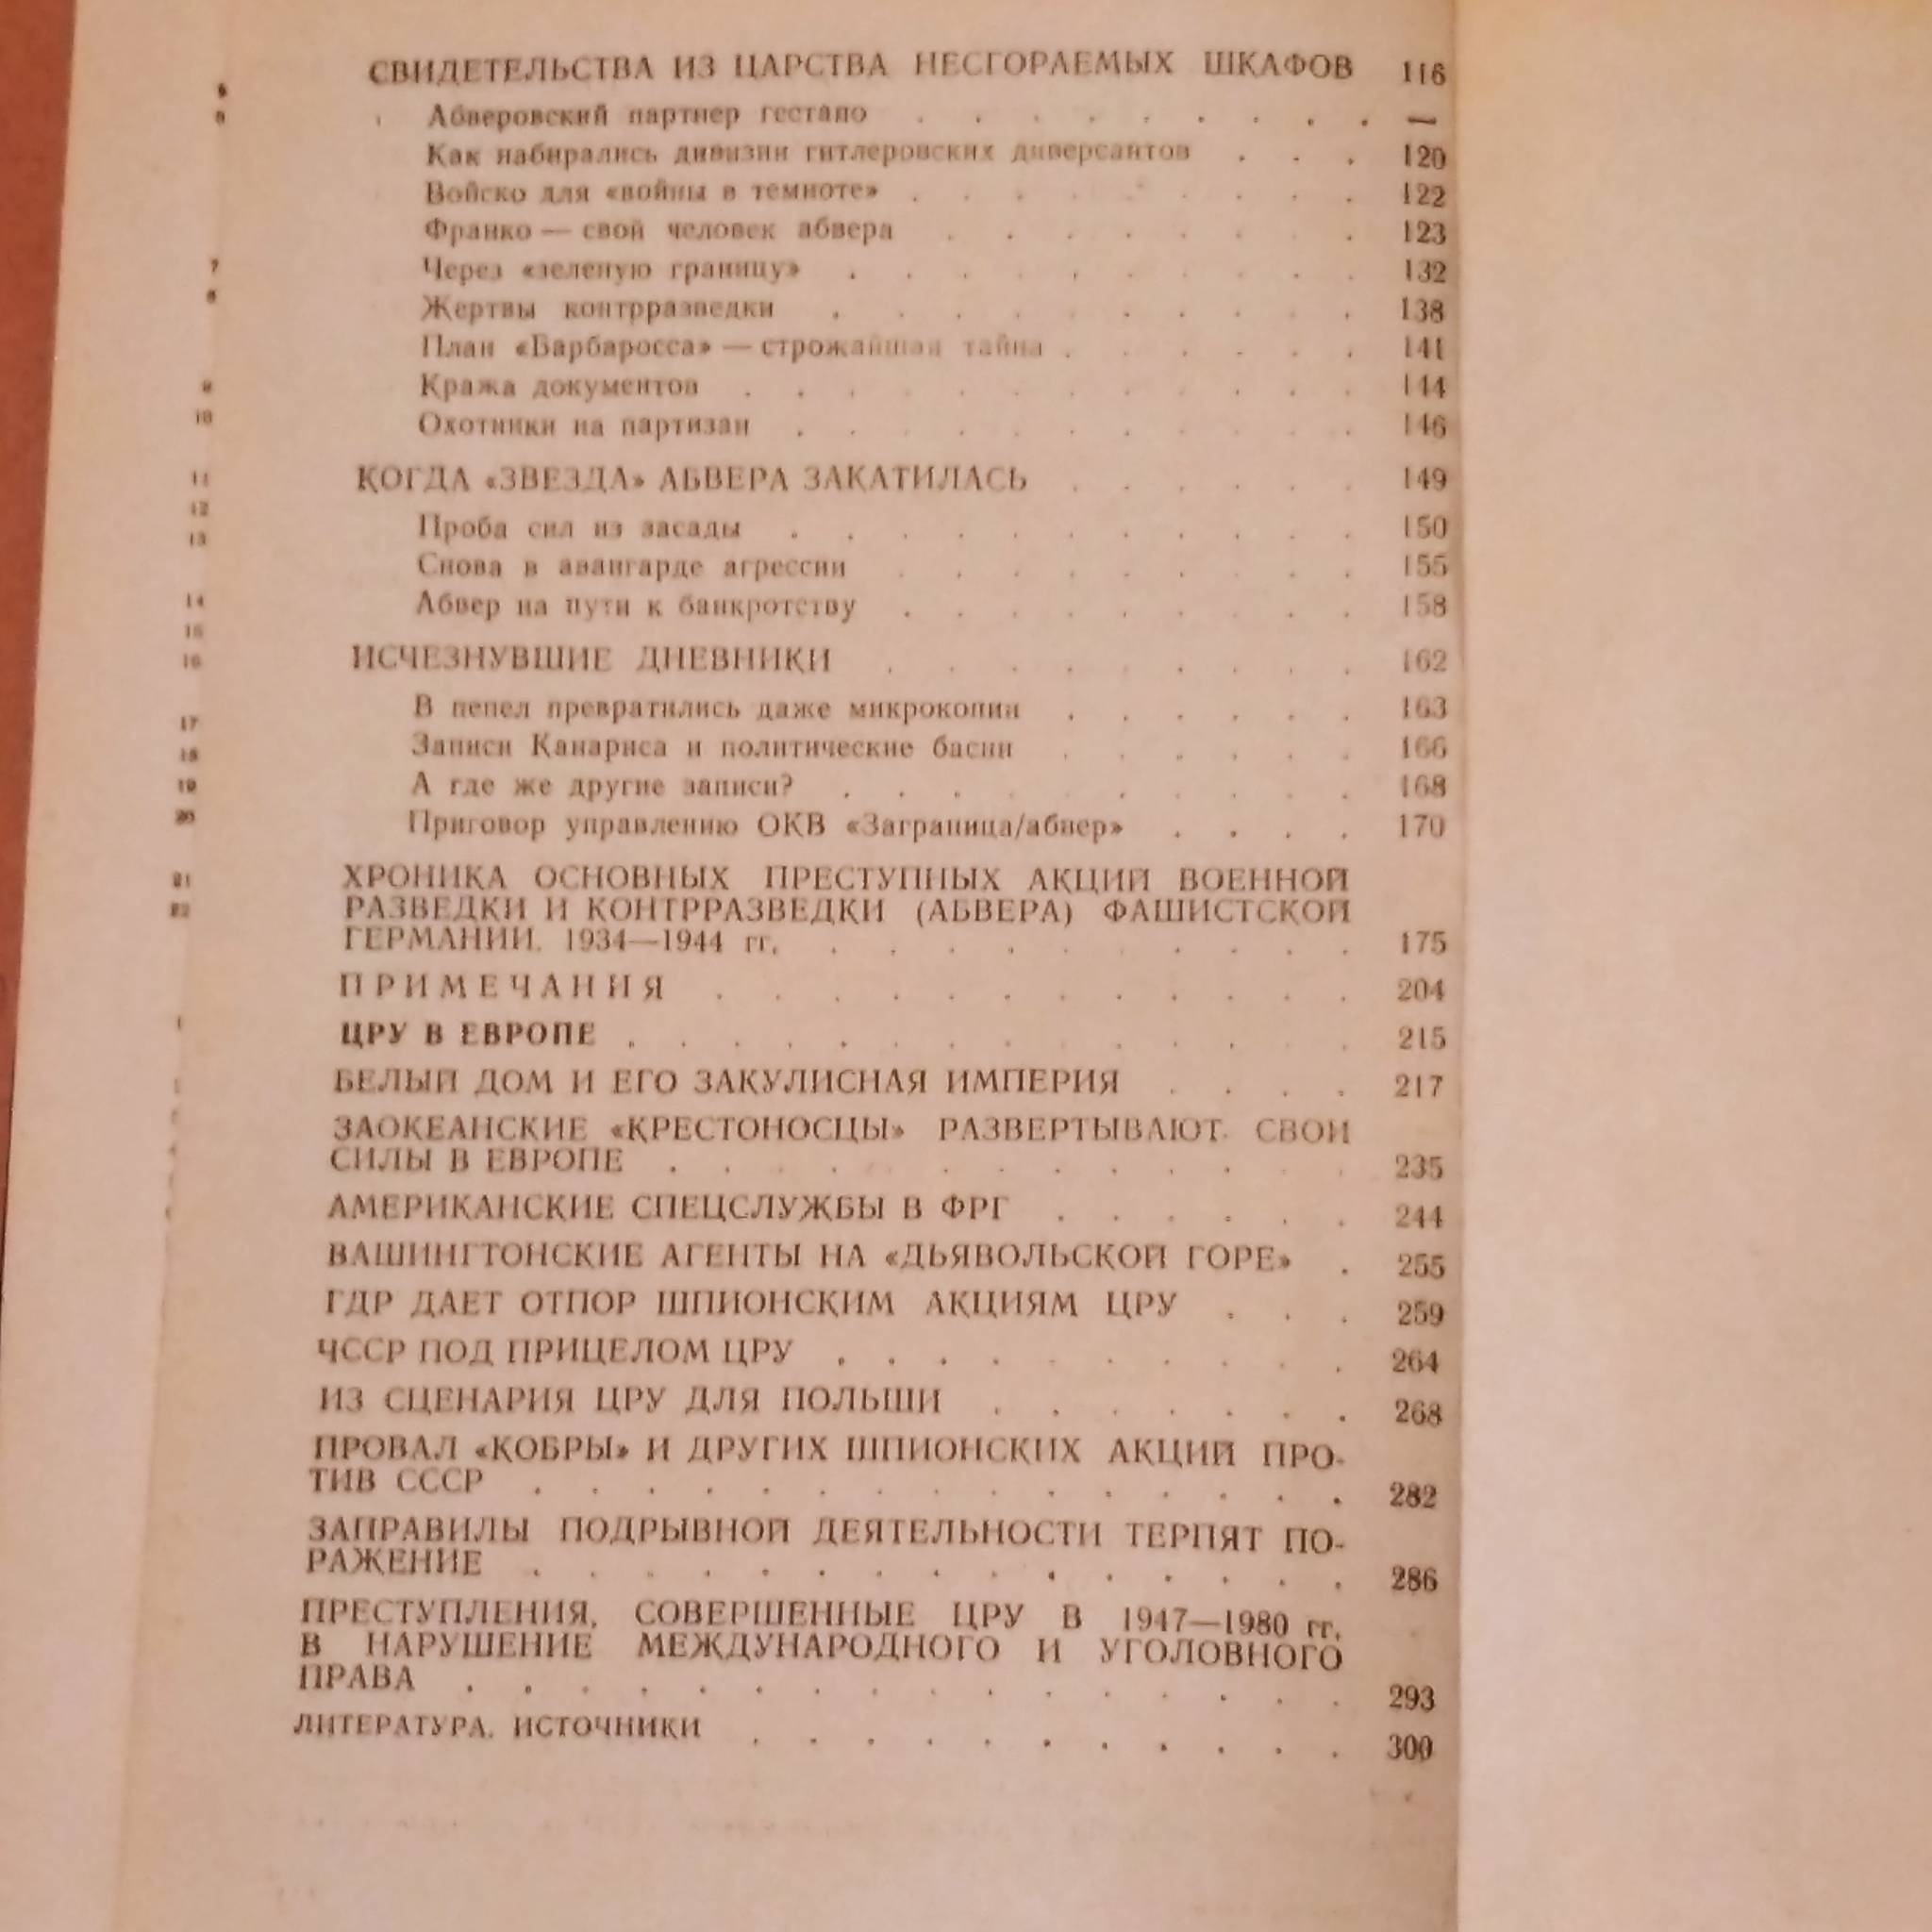 СВИДЕТЕЛЬСТВА ИЗ ЦАРСТВА НЕСГОРАЕМЫХ ШКАФОВ 116
Абверовский партнер гестапо . . . . . . . . . —
Как набирались дивизии гитлеровских диверсантов . . . 120
Войско для «войны в темноте» . . . . . . . . . 122
Франко — свой человек абвера . . . . . . . . 123
Через «зеленую границу» . . . . . . . . . . 132
Жертвы контрразведки . . . . . . . . . . 138
План «Барбаросса» — строжайшая тайна . . . . . . 141
Кража документов . . . . . . . . . . . . 144
Охотники на партизан . . . . . . . . . . . 146
КОГДА «ЗВЕЗДА» АБВЕРА ЗАКАТИЛАСЬ . . . . . . 149
Проба сил из засады . . . . . . . . . . . 150
Снова в авангарде агрессии . . . . . . . . . 155
Абвер на пути к банкротству . . . . . . . . . 158
ИСЧЕЗНУВШИЕ ДНЕВНИКИ . . . . . . . . . 162
В пепел превратились даже микрокопии . . . . . . 163
Записи Канариса и политические басни . . . . . . 166
А где же другие записи? . . . . . . . . . . 168
Приговор управлению ОКВ «Заграница/абвер» . . . . 170
ХРОНИКА ОСНОВНЫХ ПРЕСТУПНЫХ АКЦИЙ ВОЕННОЙ
РАЗВЕДКИ И КОНТРРАЗВЕДКИ (АБВЕРА) ФАШИСТСКОЙ
ГЕРМАНИИ. 1934—1944 гг. . . . . . . . . . . 175
ПРИМЕЧАНИЯ . . . . . . . . . . . . 204
ЦРУ В ЕВРОПЕ . . . . . . . . . . . . . . 215
БЕЛЫЙ ДОМ И ЕГО ЗАКУЛИСНАЯ ИМПЕРИЯ . . . . 217
ЗАОКЕАНСКИЕ «КРЕСТОНОСЦЫ» РАЗВЕРТЫВАЮТ СВОИ
СИЛЫ В ЕВРОПЕ . . . . . . . . . . . . . 235
АМЕРИКАНСКИЕ СПЕЦСЛУЖБЫ В ФРГ . . . . . . 244
ВАШИНГТОНСКИЕ АГЕНТЫ НА «ДЬЯВОЛЬСКОЙ ГОРЕ» . 255
ГДР ДАЕТ ОТПОР ШПИОНСКИМ АКЦИЯМ ЦРУ . . . 259
ЧССР ПОД ПРИЦЕЛОМ ЦРУ . . . . . . . . . . 264
ИЗ СЦЕНАРИЯ ЦРУ ДЛЯ ПОЛЬШИ . . . . . . . 268
ПРОВАЛ «КОБРЫ» И ДРУГИХ ШПИОНСКИХ АКЦИЙ ПРО-
ТИВ СССР . . . . . . . . . . . . . . . 282
ЗАПРАВИЛЫ ПОДРЫВНОЙ ДЕЯТЕЛЬНОСТИ ТЕРПЯТ ПО-
РАЖЕНИЕ . . . . . . . . . . . . . . . 286
ПРЕСТУПЛЕНИЯ, СОВЕРШЕННЫЕ ЦРУ В 1947—1980 гг.
В НАРУШЕНИЕ МЕЖДУНАРОДНОГО И УГОЛОВНОГО
ПРАВА . . . . . . . . . . . . . . . . 293
ЛИТЕРАТУРА. ИСТОЧНИКИ . . . . . . . . . . . 300